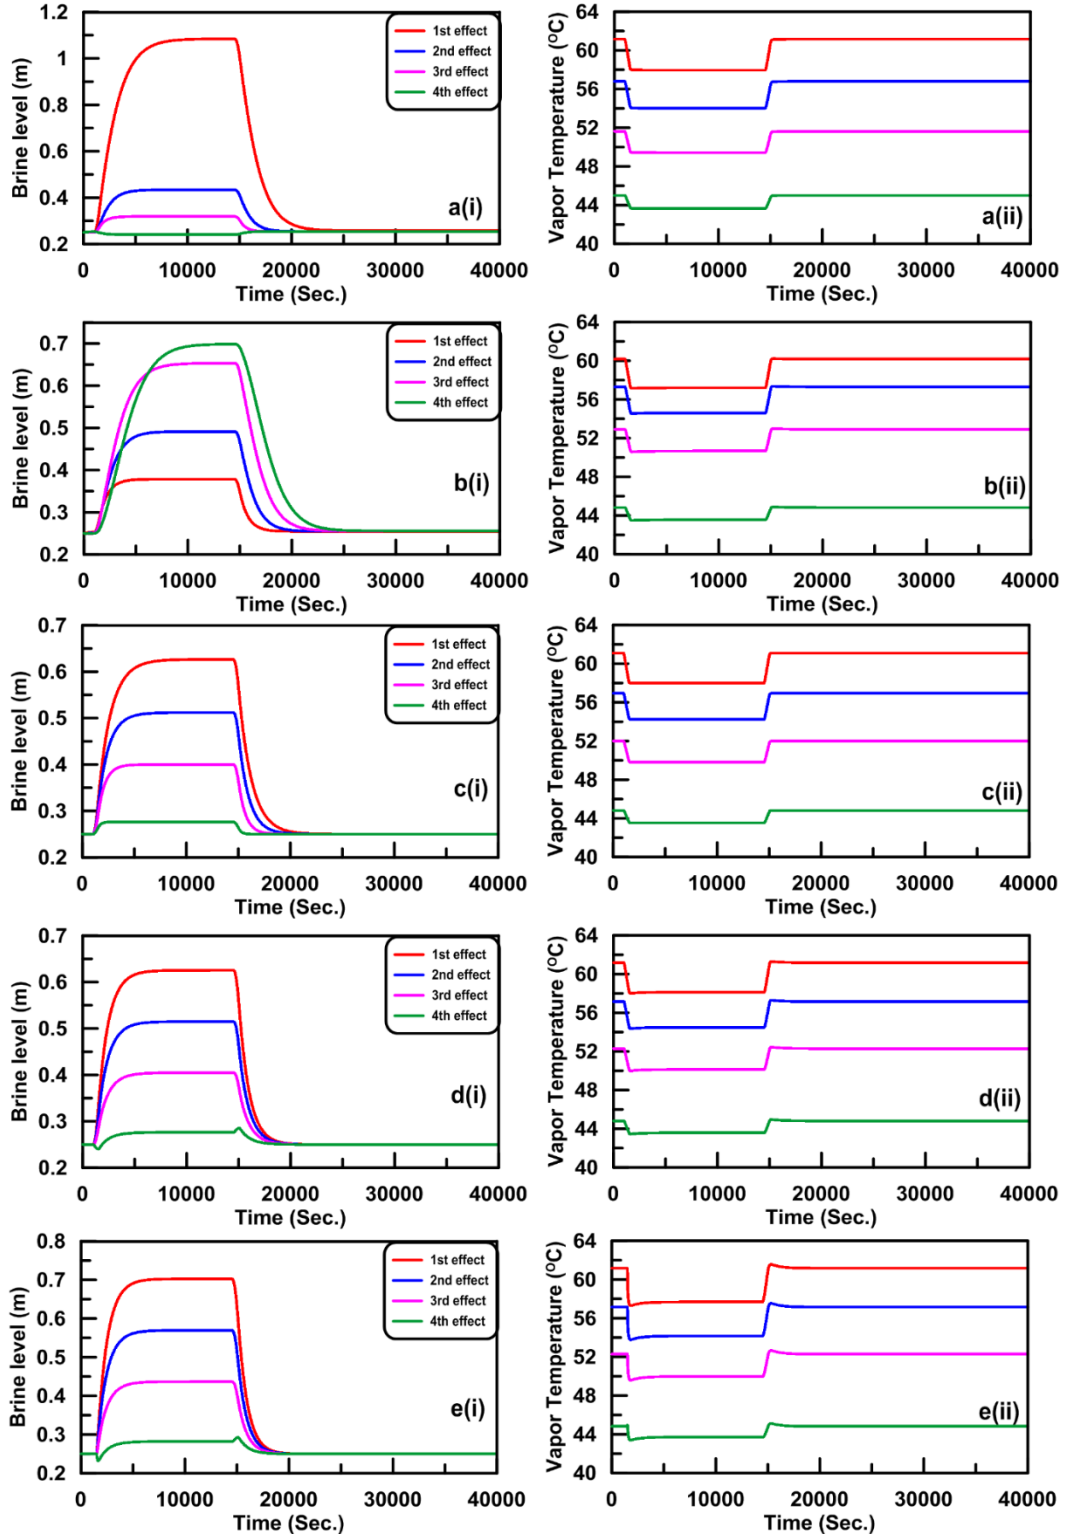 Brine level (m)
1.2
1
0.8
0.6
0.4
0.2
1st effect
2nd effect
3rd effect
4th effect
a(i)
0 10000 20000 30000 40000
Time (Sec.)
Vapor Temperature (ᴼC)
64
60
56
52
48
44
40
a(ii)
0 10000 20000 30000 40000
Time (Sec.)
Brine level (m)
0.7
0.6
0.5
0.4
0.3
0.2
1st effect
2nd effect
3rd effect
4th effect
b(i)
0 10000 20000 30000 40000
Time (Sec.)
Vapor Temperature (ᴼC)
64
60
56
52
48
44
40
b(ii)
0 10000 20000 30000 40000
Time (Sec.)
Brine level (m)
0.7
0.6
0.5
0.4
0.3
0.2
1st effect
2nd effect
3rd effect
4th effect
c(i)
0 10000 20000 30000 40000
Time (Sec.)
Vapor Temperature (ᴼC)
64
60
56
52
48
44
40
c(ii)
0 10000 20000 30000 40000
Time (Sec.)
Brine level (m)
0.7
0.6
0.5
0.4
0.3
0.2
1st effect
2nd effect
3rd effect
4th effect
d(i)
0 10000 20000 30000 40000
Time (Sec.)
Vapor Temperature (ᴼC)
64
60
56
52
48
44
40
d(ii)
0 10000 20000 30000 40000
Time (Sec.)
Brine level (m)
0.8
0.7
0.6
0.5
0.4
0.3
0.2
1st effect
2nd effect
3rd effect
4th effect
e(i)
0 10000 20000 30000 40000
Time (Sec.)
Vapor Temperature (ᴼC)
64
60
56
52
48
44
40
e(ii)
0 10000 20000 30000 40000
Time (Sec.)